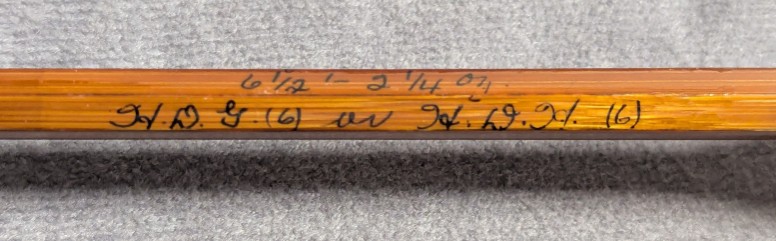 6 1/2' - 2 1/4 oz.
H.D.G. (6) or H.D.H. (6)